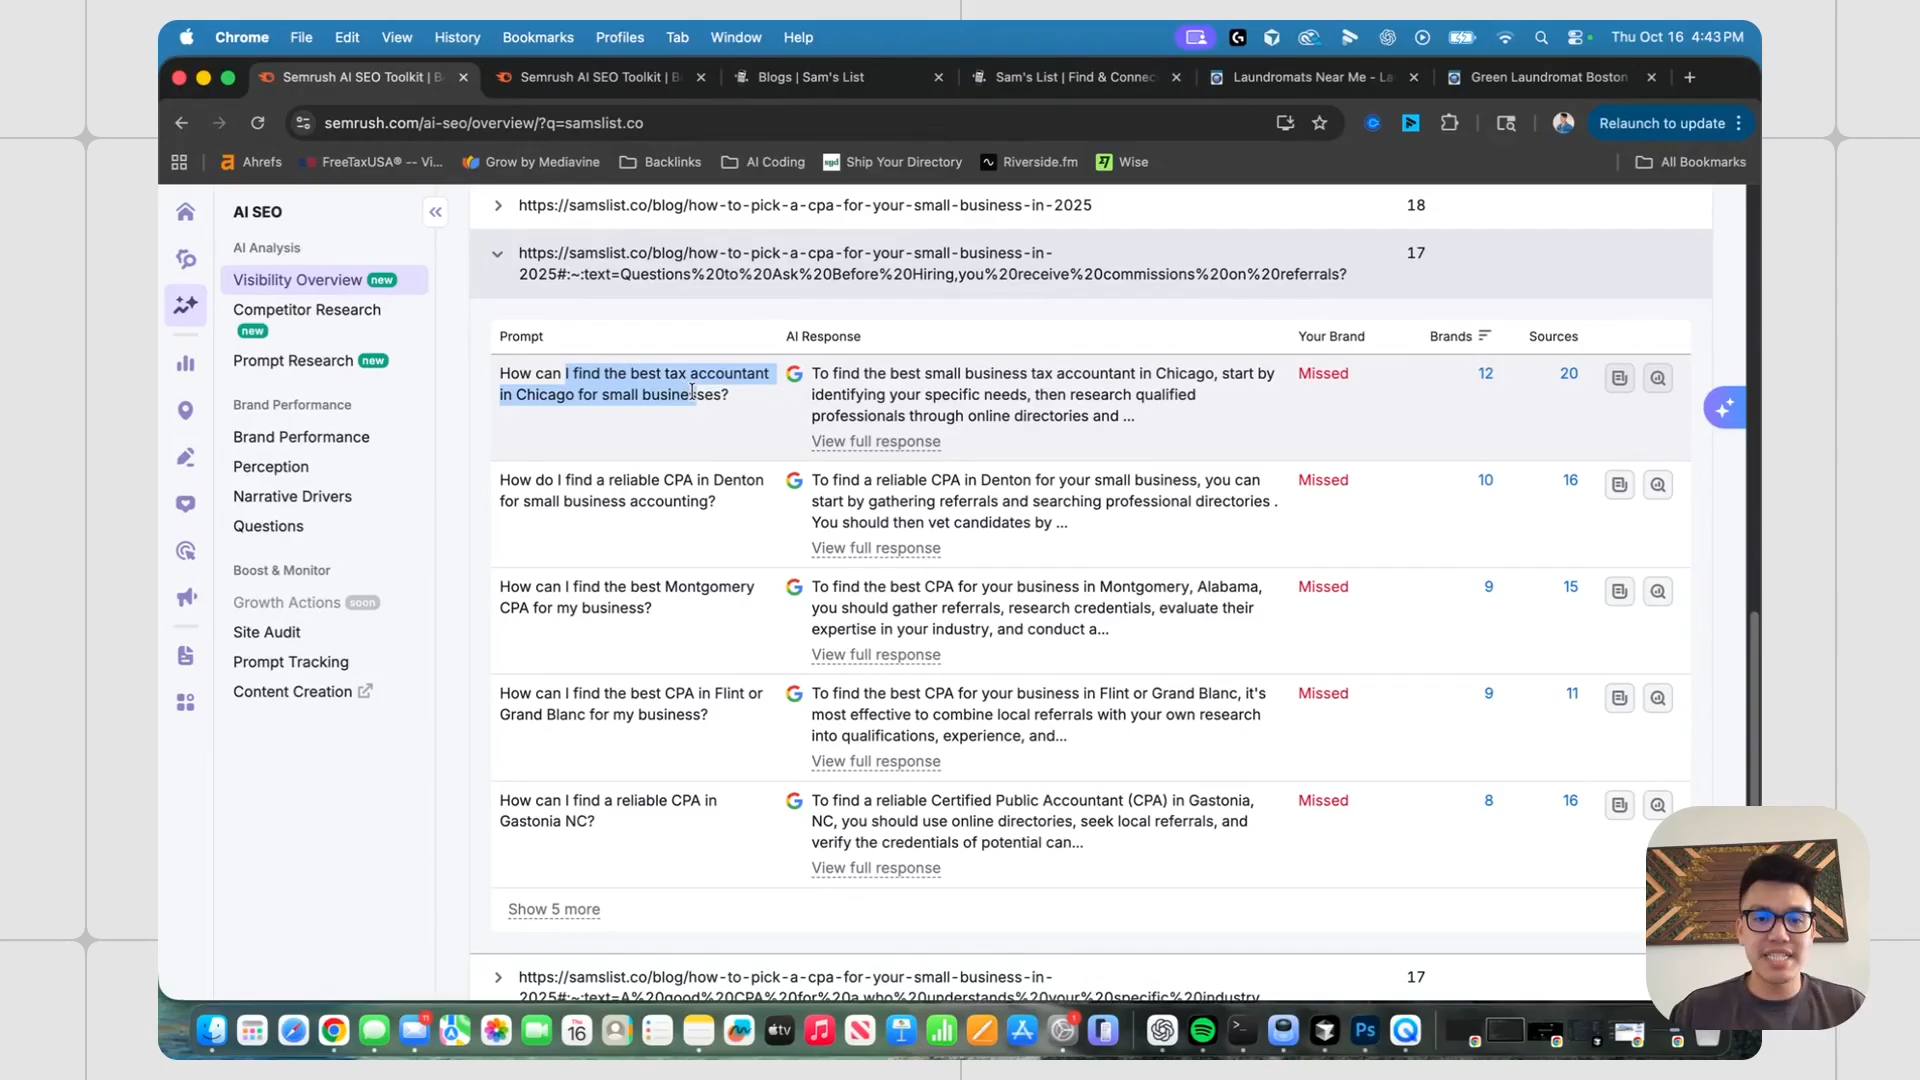 Chrome File Edit View History Bookmarks Profiles Tab Window Help Thu Oct 16 4:43 PM
Semrush AI SEO Toolkit | B Semrush AI SEO Toolkit | B Blogs | Sam's List Sam's List | Find & Connec Laundromats Near Me - La Green Laundromat Boston
semrush.com/ai-seo/overview/?q=samslist.co Relaunch to update
Ahrefs FreeTaxUSA® -- Vi... Grow by Mediavine Backlinks AI Coding Ship Your Directory Riverside.fm Wise All Bookmarks
AI SEO
AI Analysis
Visibility Overview new
Competitor Research
new
Prompt Research new
Brand Performance
Brand Performance
Perception
Narrative Drivers
Questions
Boost & Monitor
Growth Actions soon
Site Audit
Prompt Tracking
Content Creation
https://samslist.co/blog/how-to-pick-a-cpa-for-your-small-business-in-2025 18
https://samslist.co/blog/how-to-pick-a-cpa-for-your-small-business-in- 17
2025#:~:text=Questions%20to%20Ask%20Before%20Hiring,you%20receive%20commissions%20on%20referrals?
Prompt AI Response Your Brand Brands Sources
How can I find the best tax accountant
in Chicago for small businesses?
To find the best small business tax accountant in Chicago, start by
identifying your specific needs, then research qualified
professionals through online directories and ...
View full response
Missed 12 20
How do I find a reliable CPA in Denton
for small business accounting?
To find a reliable CPA in Denton for your small business, you can
start by gathering referrals and searching professional directories .
You should then vet candidates by ...
View full response
Missed 10 16
How can I find the best Montgomery
CPA for my business?
To find the best CPA for your business in Montgomery, Alabama,
you should gather referrals, research credentials, evaluate their
expertise in your industry, and conduct a...
View full response
Missed 9 15
How can I find the best CPA in Flint or
Grand Blanc for my business?
To find the best CPA for your business in Flint or Grand Blanc, it's
most effective to combine local referrals with your own research
into qualifications, experience, and...
View full response
Missed 9 11
How can I find a reliable CPA in
Gastonia NC?
To find a reliable Certified Public Accountant (CPA) in Gastonia,
NC, you should use online directories, seek local referrals, and
verify the credentials of potential can...
View full response
Missed 8 16
Show 5 more
https://samslist.co/blog/how-to-pick-a-cpa-for-your-small-business-in- 17
2025#:~:text=A%20good%20CPA%20for%20a,who%20understands%20your%20specific%20industry